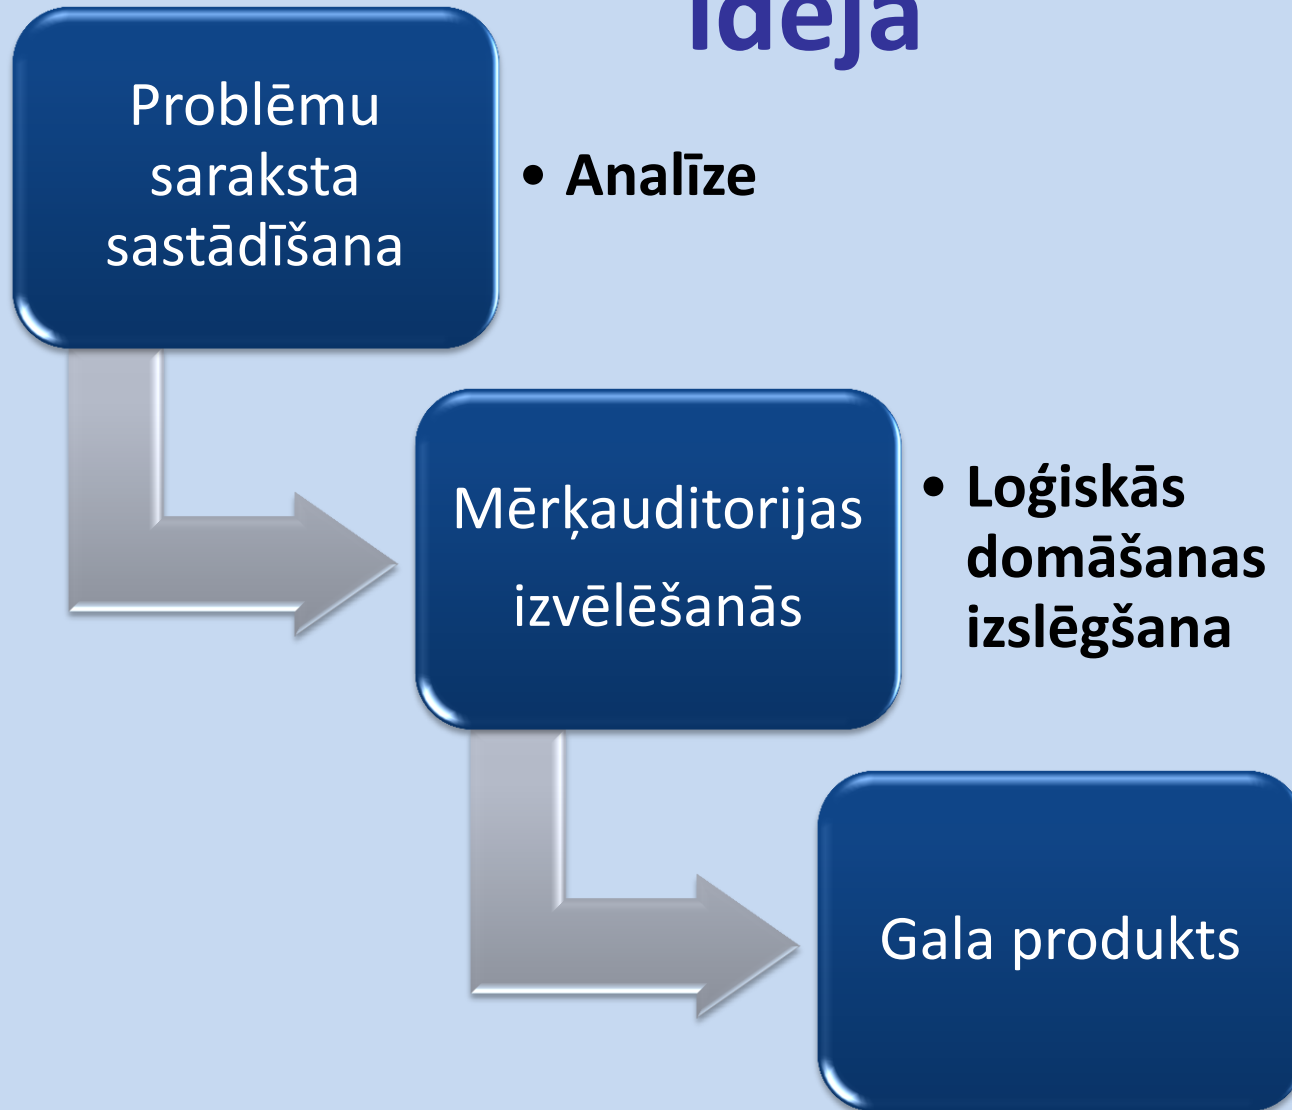 Ideja
Problēmu
saraksta
sastādīšana
• Analīze
Mērķauditorijas
izvēlēšanās
• Loģiskās
domāšanas
izslēgšana
Gala produkts